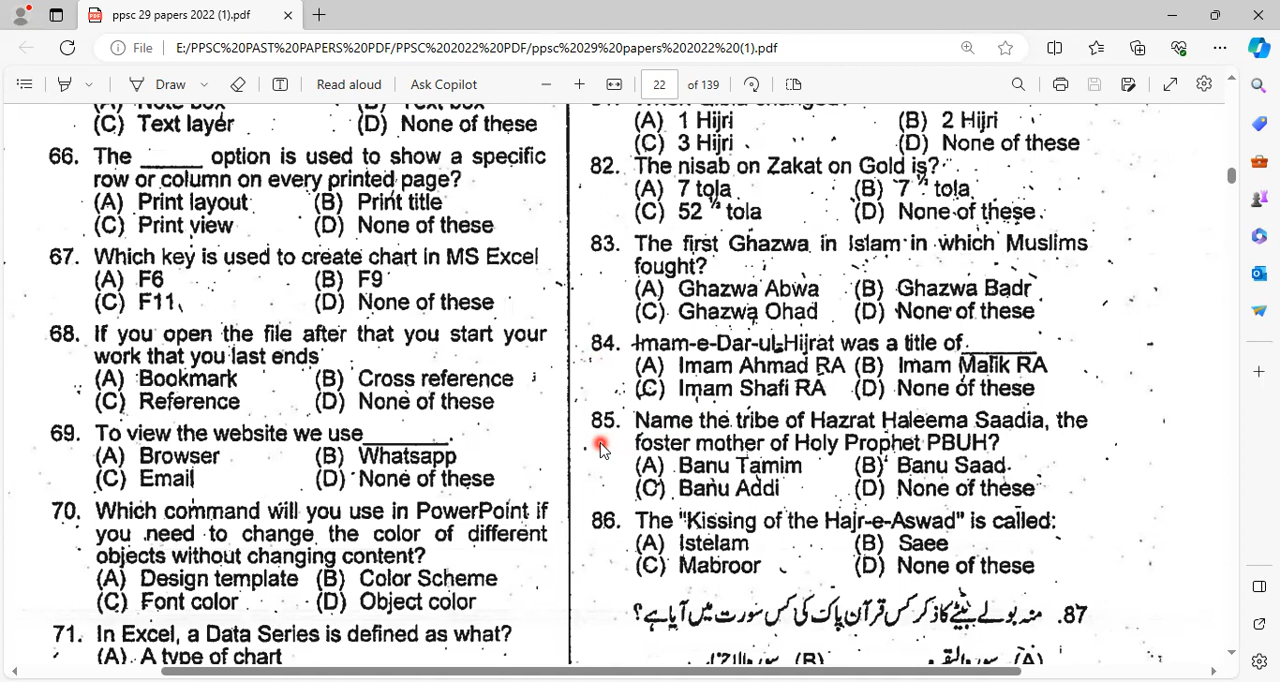 ppsc 29 papers 2022 (1).pdf
File E:/PPSC%20PAST%20PAPERS%20PDF/PPSC%202022%20PDF/ppsc%2029%20papers%202022%20(1).pdf
Draw Read aloud Ask Copilot 22 of 139
(A) Note box (B) Text box
(C) Text layer (D) None of these
66. The ______ option is used to show a specific
row or column on every printed page?
(A) Print layout (B) Print title
(C) Print view (D) None of these
67. Which key is used to create chart in MS Excel
(A) F6 (B) F9
(C) F11 (D) None of these
68. If you open the file after that you start your
work that you last ends
(A) Bookmark (B) Cross reference
(C) Reference (D) None of these
69. To view the website we use_______.
(A) Browser (B) Whatsapp
(C) Email (D) None of these
70. Which command will you use in PowerPoint if
you need to change the color of different
objects without changing content?
(A) Design template (B) Color Scheme
(C) Font color (D) Object color
71. In Excel, a Data Series is defined as what?
(A) A type of chart
(A) 1 Hijri (B) 2 Hijri
(C) 3 Hijri (D) None of these
82. The nisab on Zakat on Gold is?
(A) 7 tola (B) 7 ½ tola
(C) 52 ½ tola (D) None of these
83. The first Ghazwa in Islam in which Muslims
fought?
(A) Ghazwa Abwa (B) Ghazwa Badr
(C) Ghazwa Ohad (D) None of these
84. Imam-e-Dar-ul-Hijrat was a title of______
(A) Imam Ahmad RA (B) Imam Malik RA
(C) Imam Shafi RA (D) None of these
85. Name the tribe of Hazrat Haleema Saadia, the
foster mother of Holy Prophet PBUH?
(A) Banu Tamim (B) Banu Saad
(C) Banu Addi (D) None of these
86. The "Kissing of the Hajr-e-Aswad" is called:
(A) Istelam (B) Saee
(C) Mabroor (D) None of these
87. منہ بولے بیٹے کا ذکر کس قرآن پاک کی کس سورت میں آیا ہے؟
(A) (B)